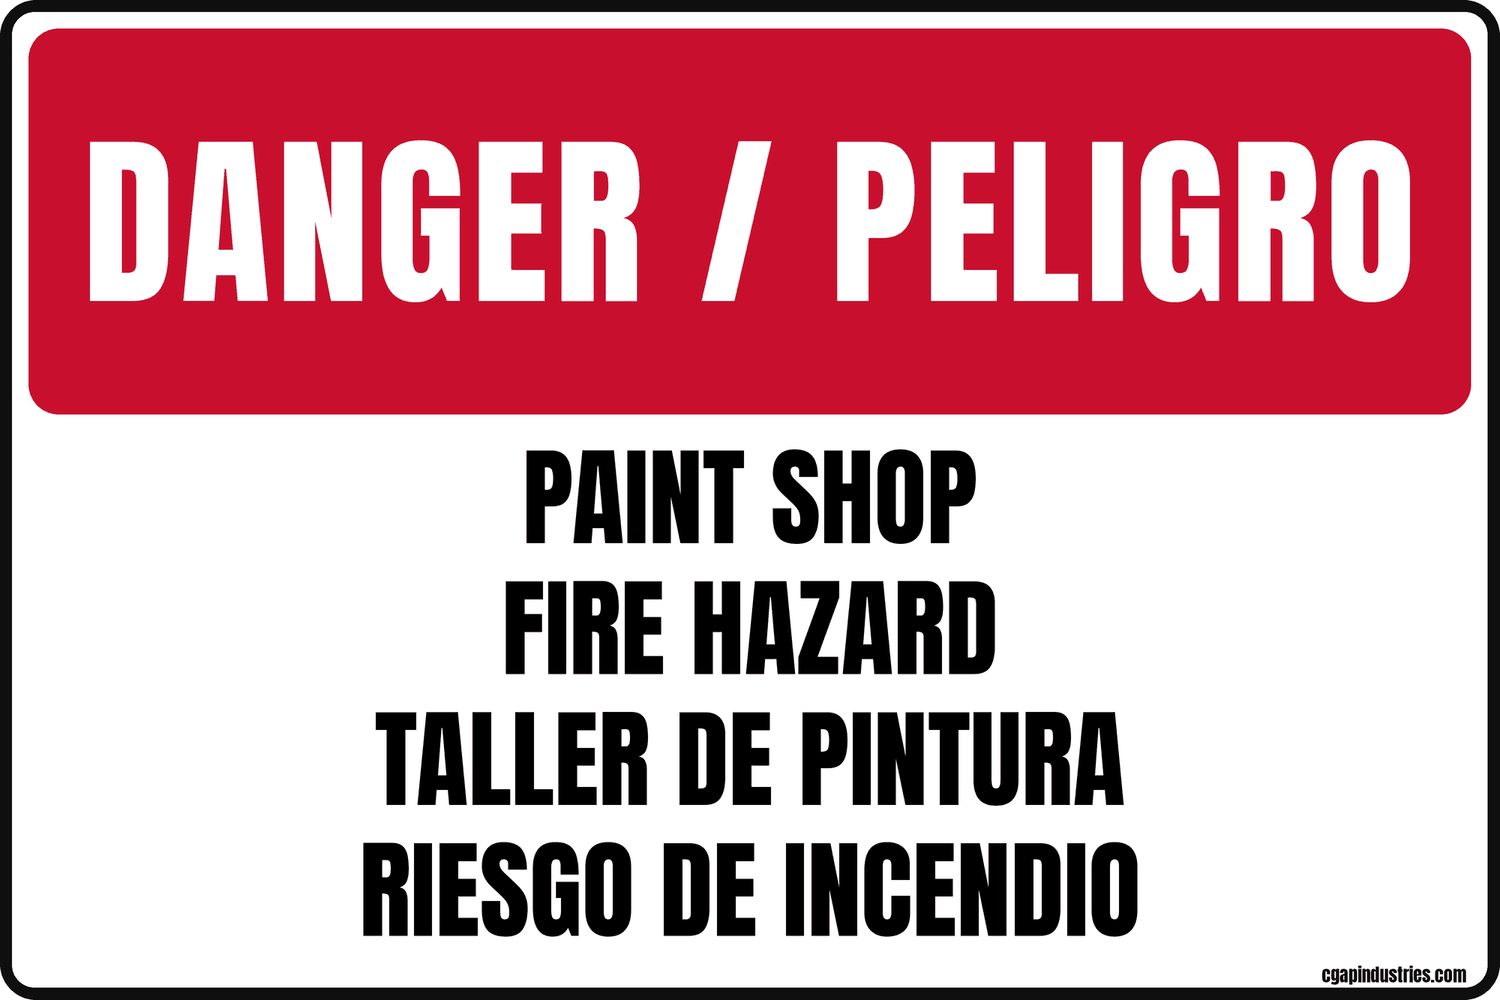 DANGER / PELIGRO
PAINT SHOP
FIRE HAZARD
TALLER DE PINTURA
RIESGO DE INCENDIO
cgapindustries.com